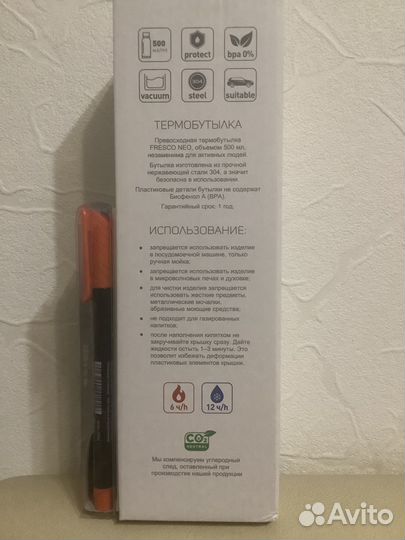 500
мл/ml
protect
bpa 0%
304
vacuum
steel
suitable
ТЕРМОБУТЫЛКА
Превосходная термобутылка
FRESCO NEO, объемом 500 мл,
незаменима для активных людей.
Бутылка изготовлена из прочной
нержавеющей стали 304, а значит
безопасна в использовании.
Пластиковые детали бутылки не содержат
Бисфенол А (BPA).
Гарантийный срок: 1 год.
ИСПОЛЬЗОВАНИЕ:
• запрещается использовать изделие
в посудомоечной машине, только
ручная мойка;
• запрещается использовать изделие
в микроволновых печах и духовке;
• для чистки изделия запрещается
использовать жесткие предметы,
металлические мочалки,
абразивные моющие средства;
• не подходит для газированных
напитков;
• после наполнения кипятком не
закручивайте крышку сразу. Дайте
жидкости остыть 1-3 минуты. Это
позволит избежать деформации
пластиковых элементов крышки.
6 ч/h
12 ч/h
CO2
NEUTRAL
Мы компенсируем углеродный
след, оставленный при
производстве нашей продукции
Avito